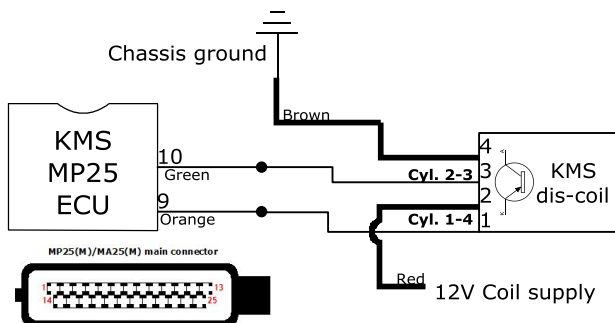 Chassis ground
Brown
KMS
MP25
ECU
10
Green
9
Orange
Cyl. 2-3
Cyl. 1-4
4
3
2
1
KMS
dis-coil
MP25(M)/MA25(M) main connector
1
13
14
25
Red
12V Coil supply